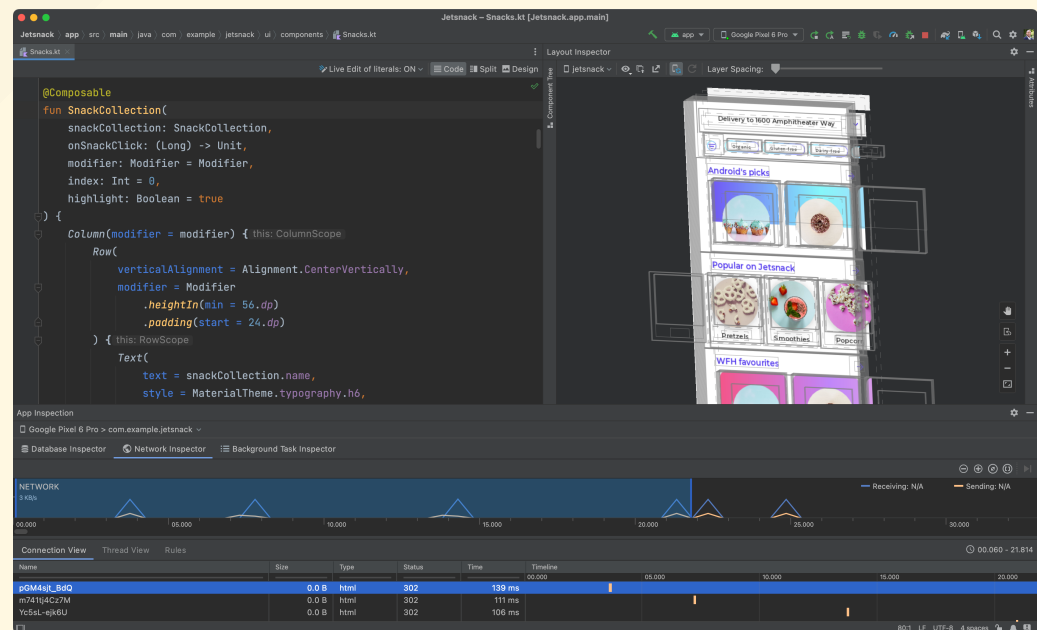 Jetsnack – Snacks.kt [Jetsnack.app.main]
Jetsnack app src main java com example jetsnack ui components Snacks.kt
app Google Pixel 6 Pro
Snacks.kt
Layout Inspector
Live Edit of literals: ON Code Split Design
jetsnack Layer Spacing:
Component Tree
Attributes
@Composable
fun SnackCollection(
snackCollection: SnackCollection,
onSnackClick: (Long) -> Unit,
modifier: Modifier = Modifier,
index: Int = 0,
highlight: Boolean = true
) {
Column(modifier = modifier) { this: ColumnScope
Row(
verticalAlignment = Alignment.CenterVertically,
modifier = Modifier
.heightIn(min = 56.dp)
.padding(start = 24.dp)
) { this: RowScope
Text(
text = snackCollection.name,
style = MaterialTheme.typography.h6,
Delivery to 1600 Amphitheater Way
Organic Gluten-free Dairy-free
Android's picks
Popular on Jetsnack
Pretzels Smoothies Popcorn
WFH favourites
App Inspection
Google Pixel 6 Pro > com.example.jetsnack
Database Inspector Network Inspector Background Task Inspector
NETWORK
3 KB/s
Receiving: N/A Sending: N/A
00.000 05.000 10.000 15.000 20.000 25.000 30.000
Connection View Thread View Rules
00.060 - 21.814
Name Size Type Status Time Timeline
00.000 05.000 10.000 15.000 20.000
pGM4sjt_BdQ 0.0 B html 302 139 ms
m741tj4Cz7M 0.0 B html 302 111 ms
Yc5sL-ejk6U 0.0 B html 302 106 ms
80:1 LF UTF-8 4 spaces